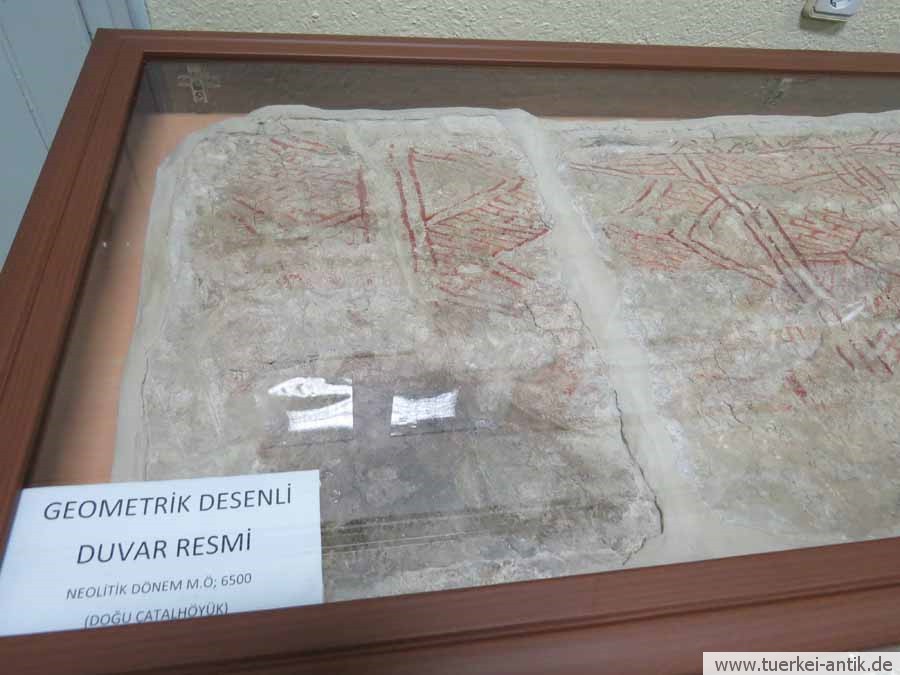 GEOMETRİK DESENLİ
DUVAR RESMİ
NEOLİTİK DÖNEM M.Ö; 6500
(DOĞU ÇATALHÖYÜK)
www.tuerkei-antik.de